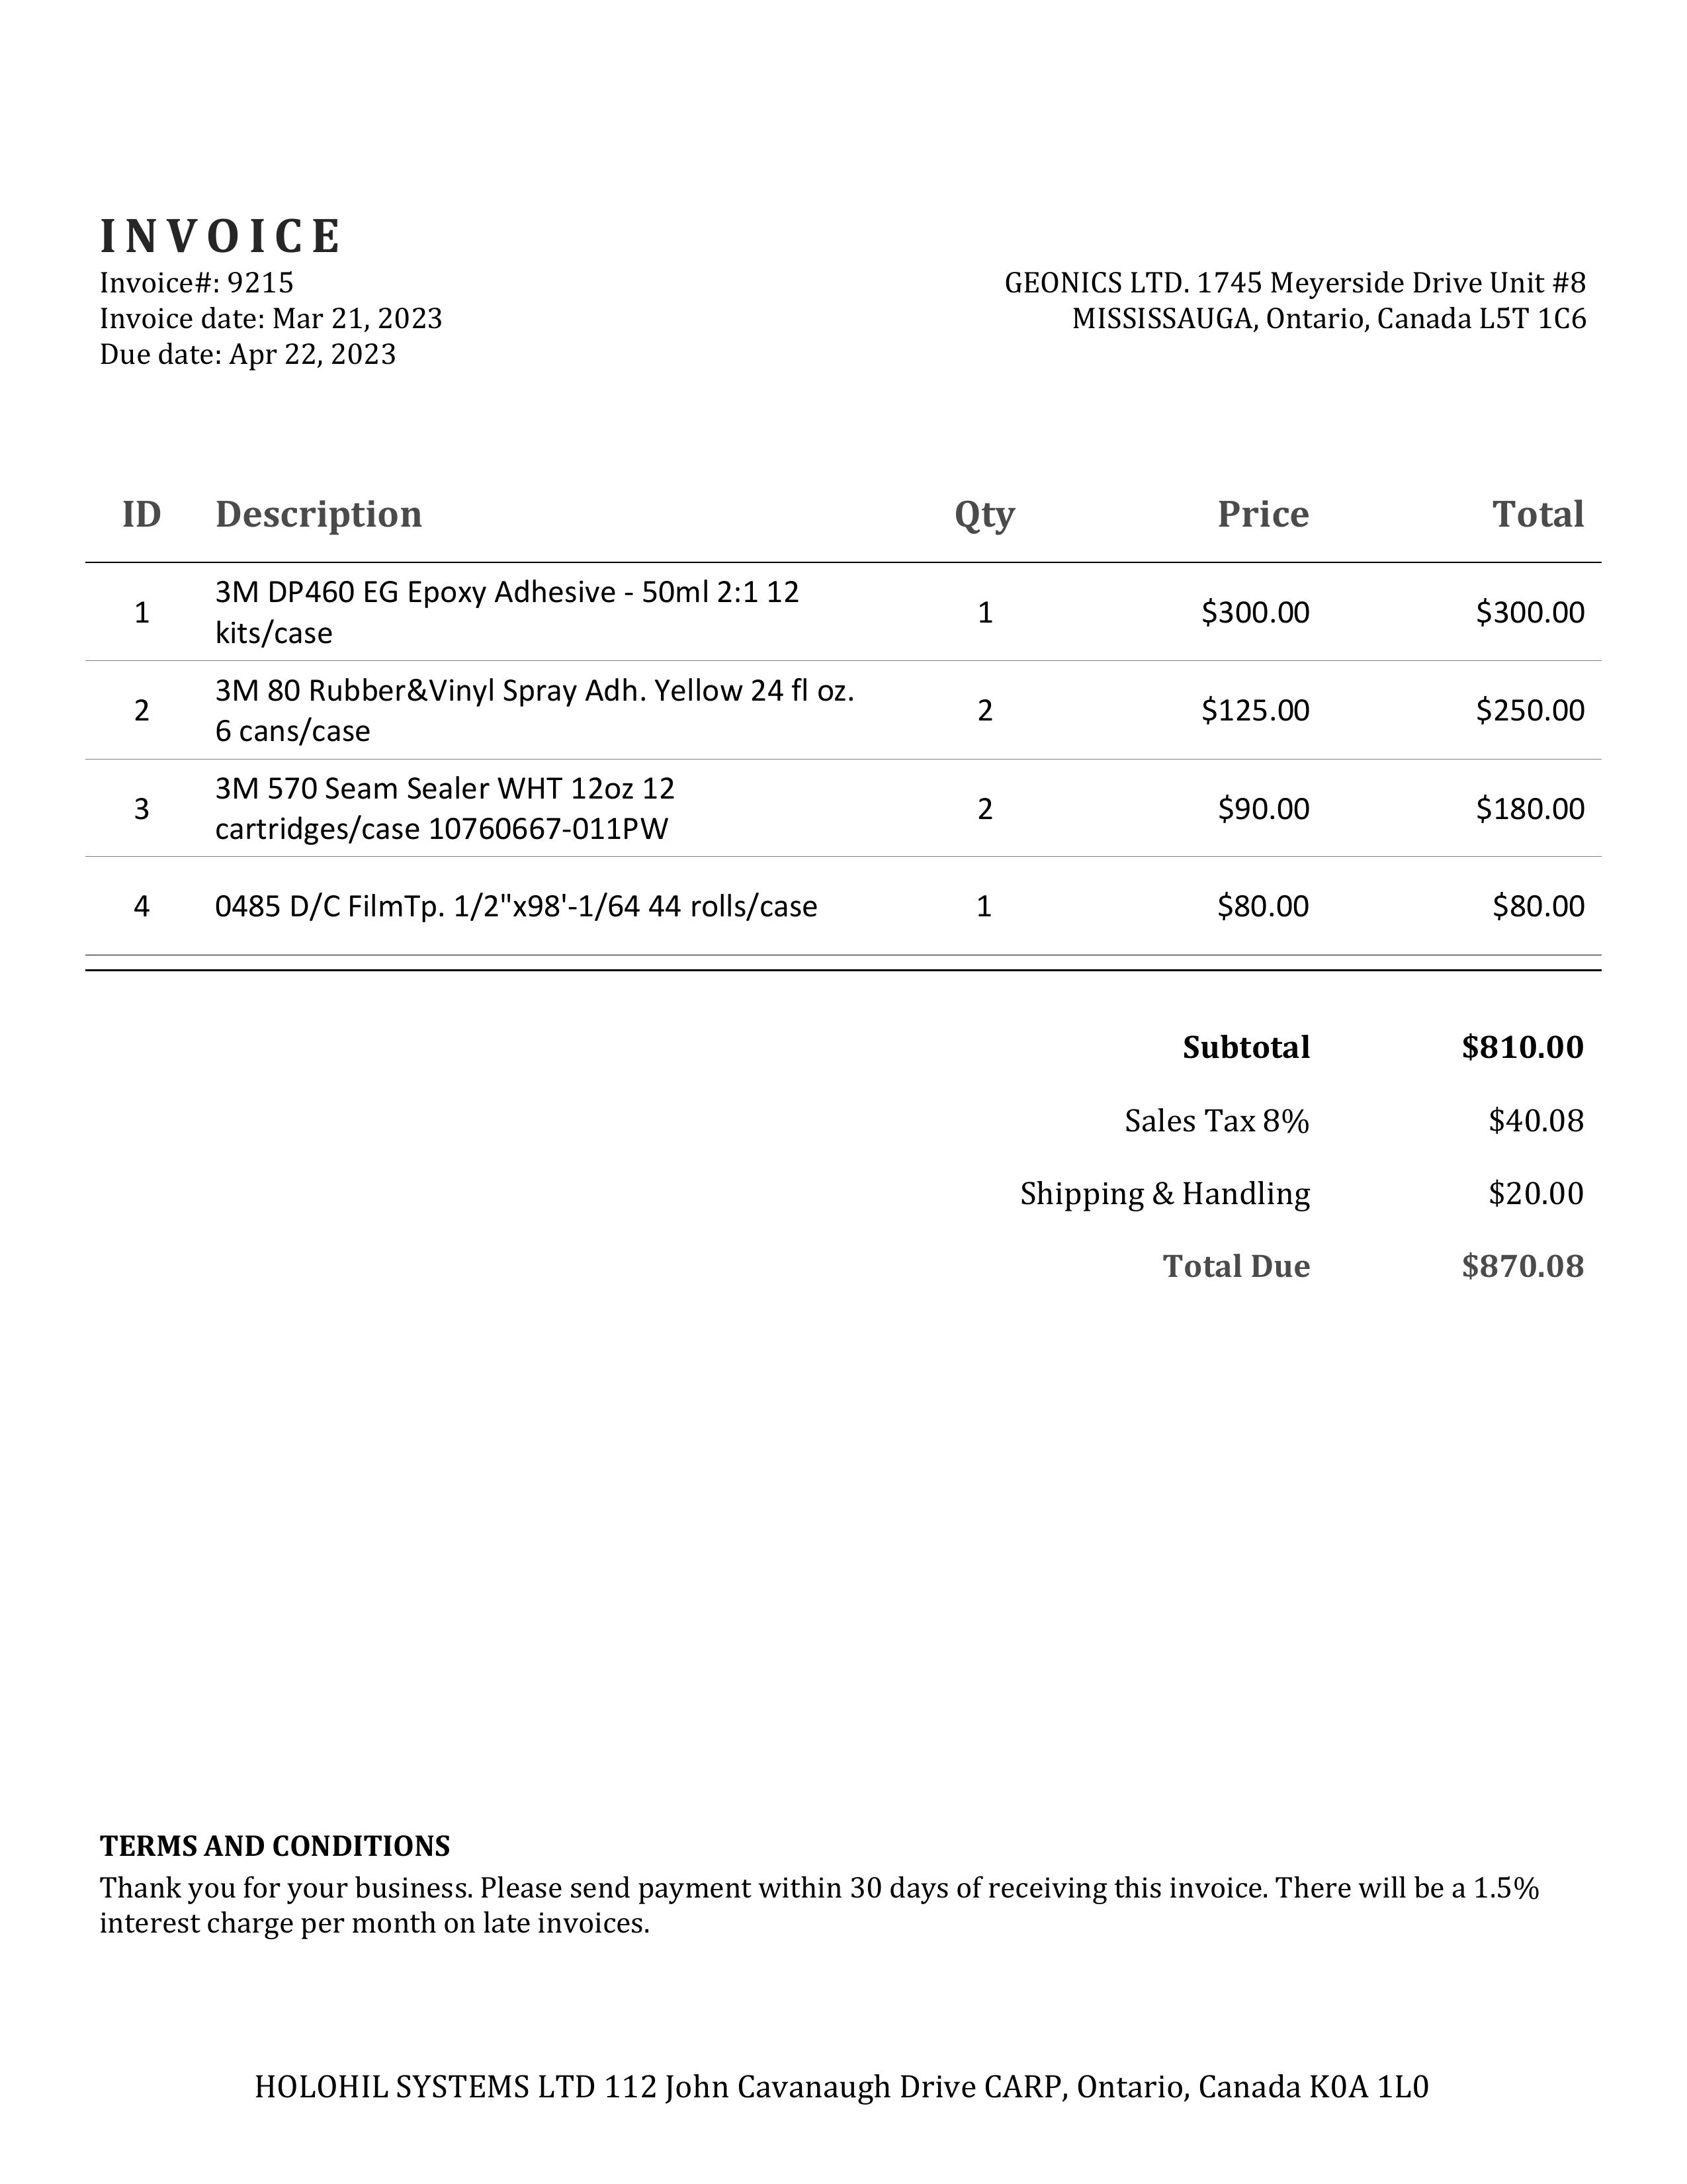 INVOICE
Invoice#: 9215
Invoice date: Mar 21, 2023
Due date: Apr 22, 2023
GEONICS LTD. 1745 Meyerside Drive Unit #8
MISSISSAUGA, Ontario, Canada L5T 1C6
ID Description Qty Price Total
1 3M DP460 EG Epoxy Adhesive - 50ml 2:1 12
kits/case 1 $300.00 $300.00
2 3M 80 Rubber&Vinyl Spray Adh. Yellow 24 fl oz.
6 cans/case 2 $125.00 $250.00
3 3M 570 Seam Sealer WHT 12oz 12
cartridges/case 10760667-011PW 2 $90.00 $180.00
4 0485 D/C FilmTp. 1/2"x98'-1/64 44 rolls/case 1 $80.00 $80.00
Subtotal $810.00
Sales Tax 8% $40.08
Shipping & Handling $20.00
Total Due $870.08
TERMS AND CONDITIONS
Thank you for your business. Please send payment within 30 days of receiving this invoice. There will be a 1.5%
interest charge per month on late invoices.
HOLOHIL SYSTEMS LTD 112 John Cavanaugh Drive CARP, Ontario, Canada K0A 1L0